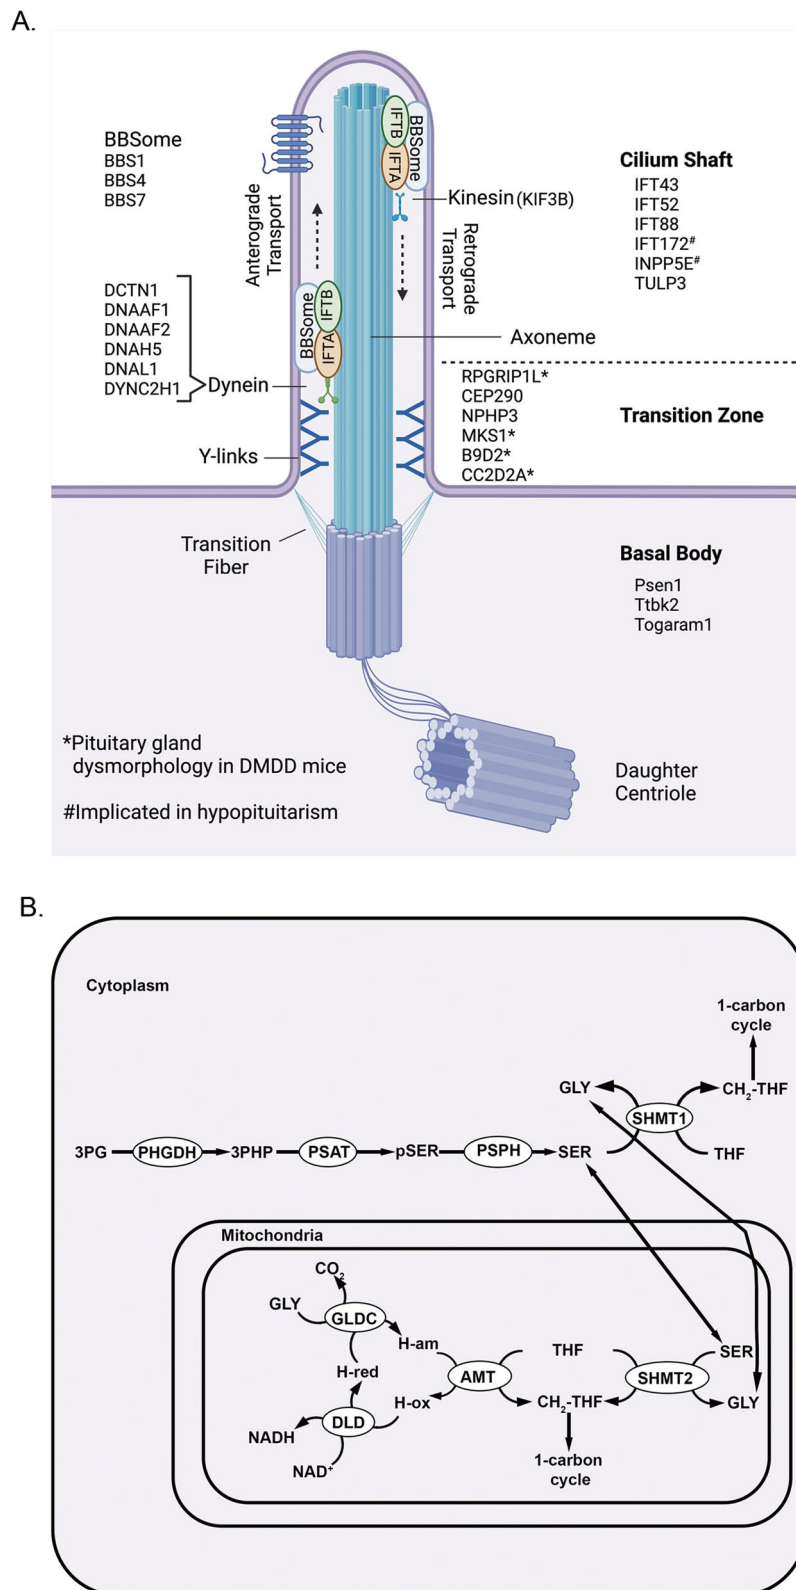 A.
BBSome
BBS1
BBS4
BBS7
DCTN1
DNAAF1
DNAAF2
DNAH5
DNAL1
DYNC2H1
Dynein
Y-links
Anterograde
Transport
BBSome
IFTB
IFTA
IFTB
IFTA
BBSome
Kinesin (KIF3B)
Retrograde
Transport
Axoneme
Cilium Shaft
IFT43
IFT52
IFT88
IFT172#
INPP5E#
TULP3
RPGRIP1L*
CEP290
NPHP3
MKS1*
B9D2*
CC2D2A*
Transition Zone
Transition
Fiber
Basal Body
Psen1
Ttbk2
Togaram1
*Pituitary gland
dysmorphology in DMDD mice
#Implicated in hypopituitarism
Daughter
Centriole
B.
Cytoplasm
1-carbon
cycle
GLY
SHMT1
CH2-THF
3PG
PHGDH
3PHP
PSAT
pSER
PSPH
SER
THF
Mitochondria
CO2
GLY
GLDC
H-am
H-red
THF
SER
AMT
SHMT2
H-ox
CH2-THF
GLY
DLD
NADH
NAD+
1-carbon
cycle